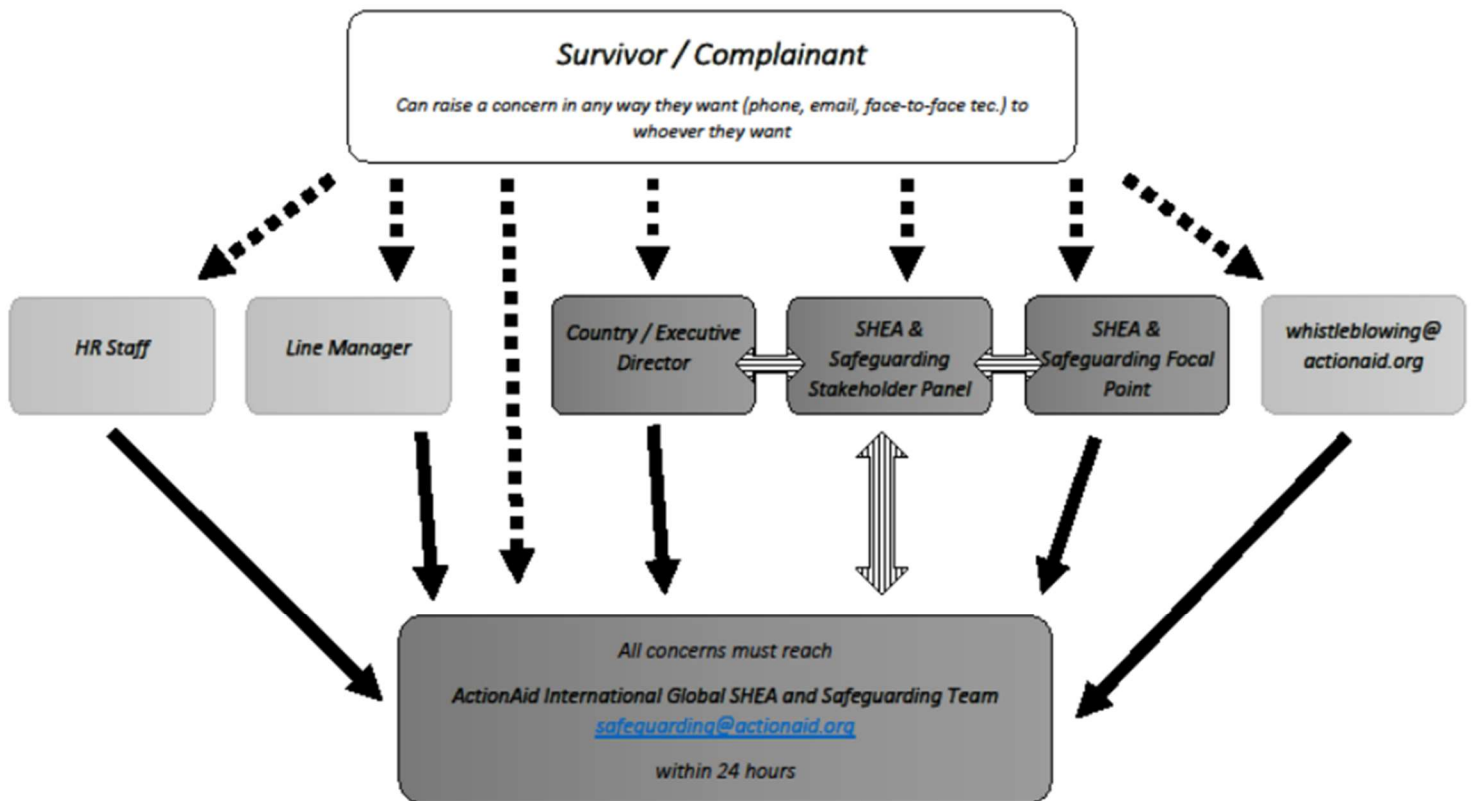 Survivor / Complainant
Can raise a concern in any way they want (phone, email, face-to-face tec.) to
whoever they want
HR Staff
Line Manager
Country / Executive
Director
SHEA &
Safeguarding
Stakeholder Panel
SHEA &
Safeguarding Focal
Point
whistleblowing@
actionaid.org
All concerns must reach
ActionAid International Global SHEA and Safeguarding Team
safeguarding@actionaid.org
within 24 hours